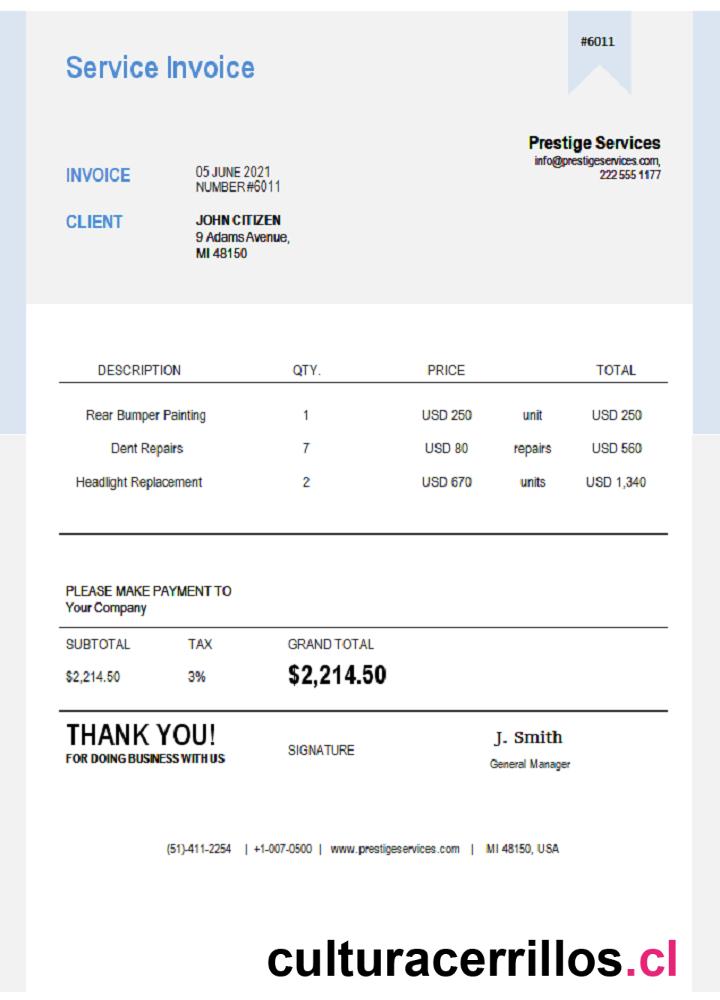 #6011
Service Invoice
Prestige Services
info@prestigeservices.com,
222 555 1177
INVOICE 05 JUNE 2021
NUMBER #6011
CLIENT JOHN CITIZEN
9 Adams Avenue,
MI 48150
DESCRIPTION QTY. PRICE TOTAL
Rear Bumper Painting 1 USD 250 unit USD 250
Dent Repairs 7 USD 80 repairs USD 560
Headlight Replacement 2 USD 670 units USD 1,340
PLEASE MAKE PAYMENT TO
Your Company
SUBTOTAL TAX GRAND TOTAL
$2,214.50 3% $2,214.50
THANK YOU!
FOR DOING BUSINESS WITH US
SIGNATURE
J. Smith
General Manager
(51)-411-2254 | +1-007-0500 | www.prestigeservices.com | MI 48150, USA
culturacerrillos.cl